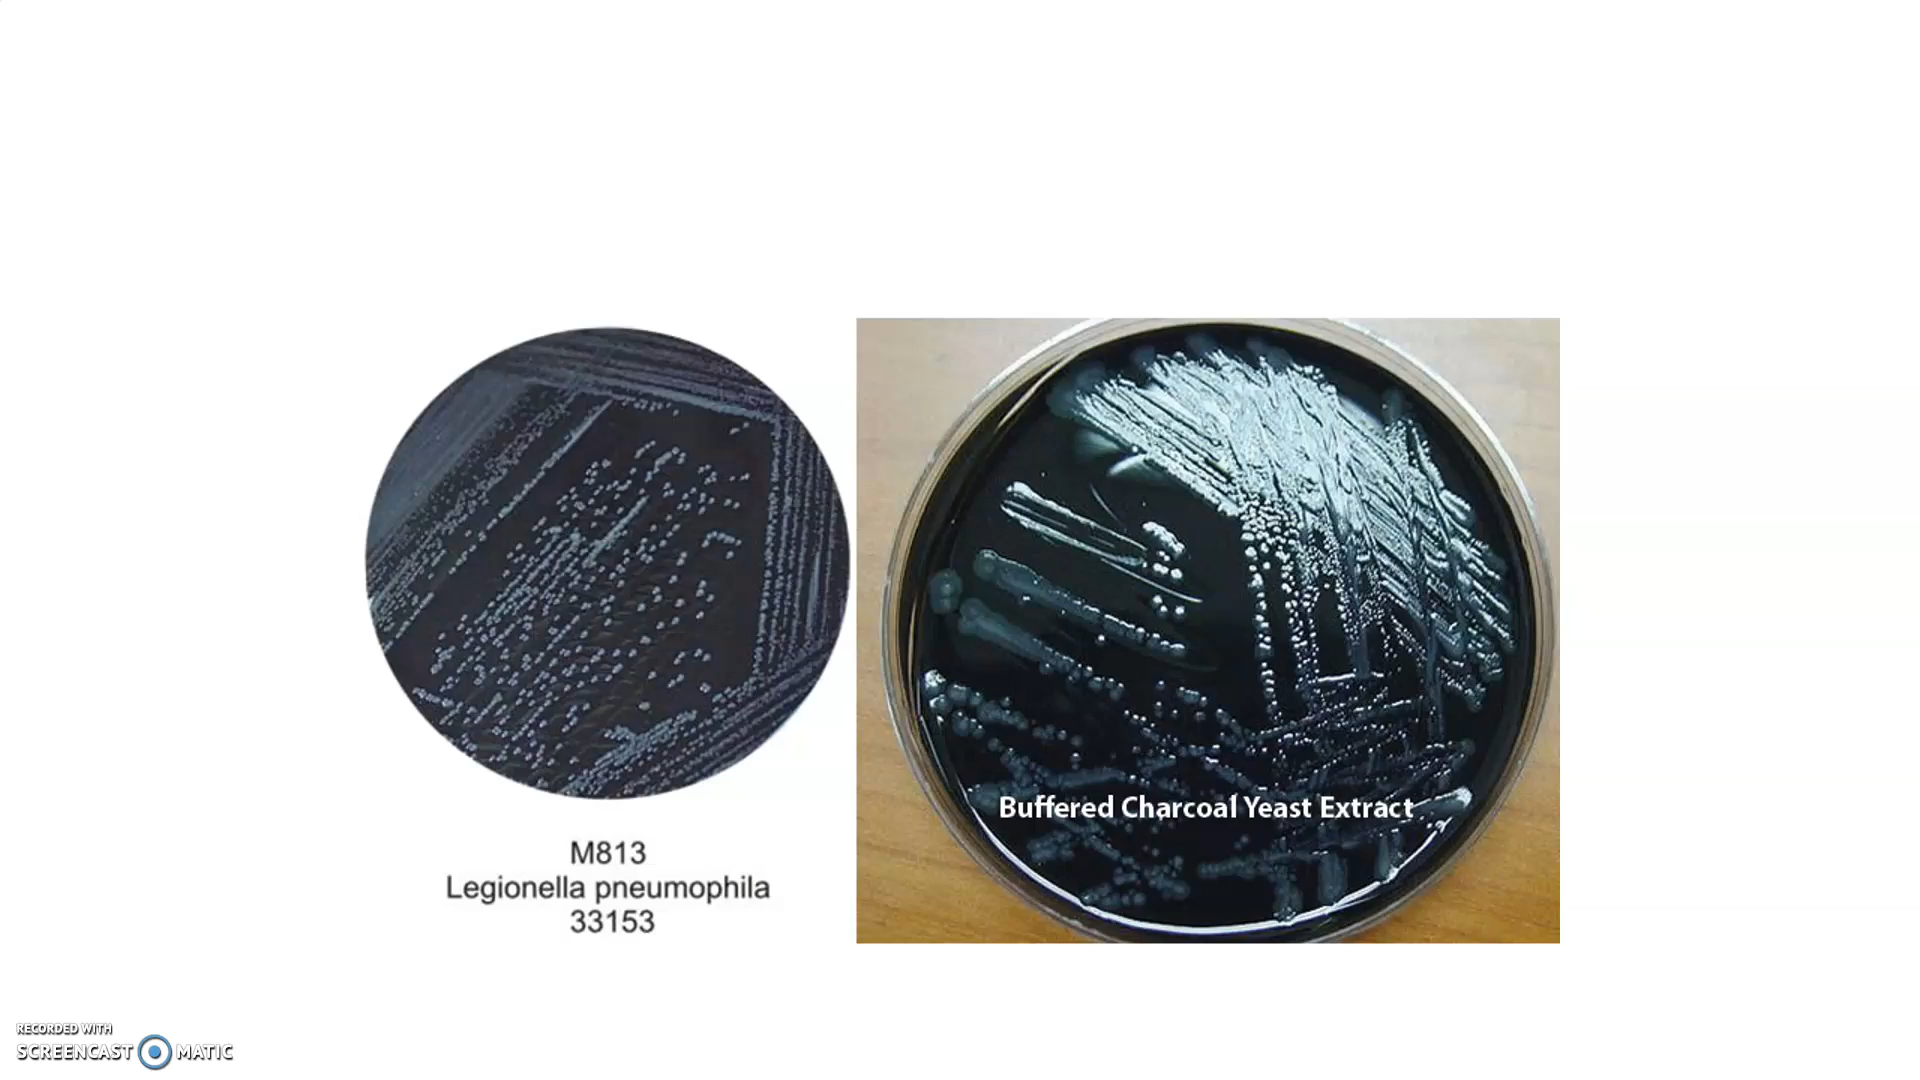 Buffered Charcoal Yeast Extract
M813
Legionella pneumophila
33153
RECORDED WITH
SCREENCAST MATIC